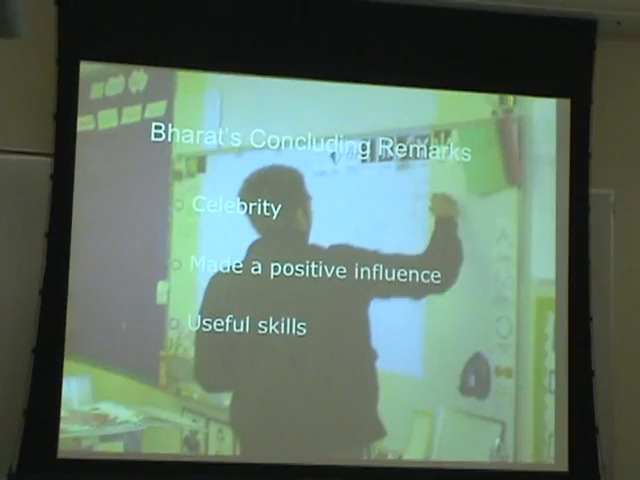 Bharat's Concluding Remarks
Celebrity
Made a positive influence
Useful skills